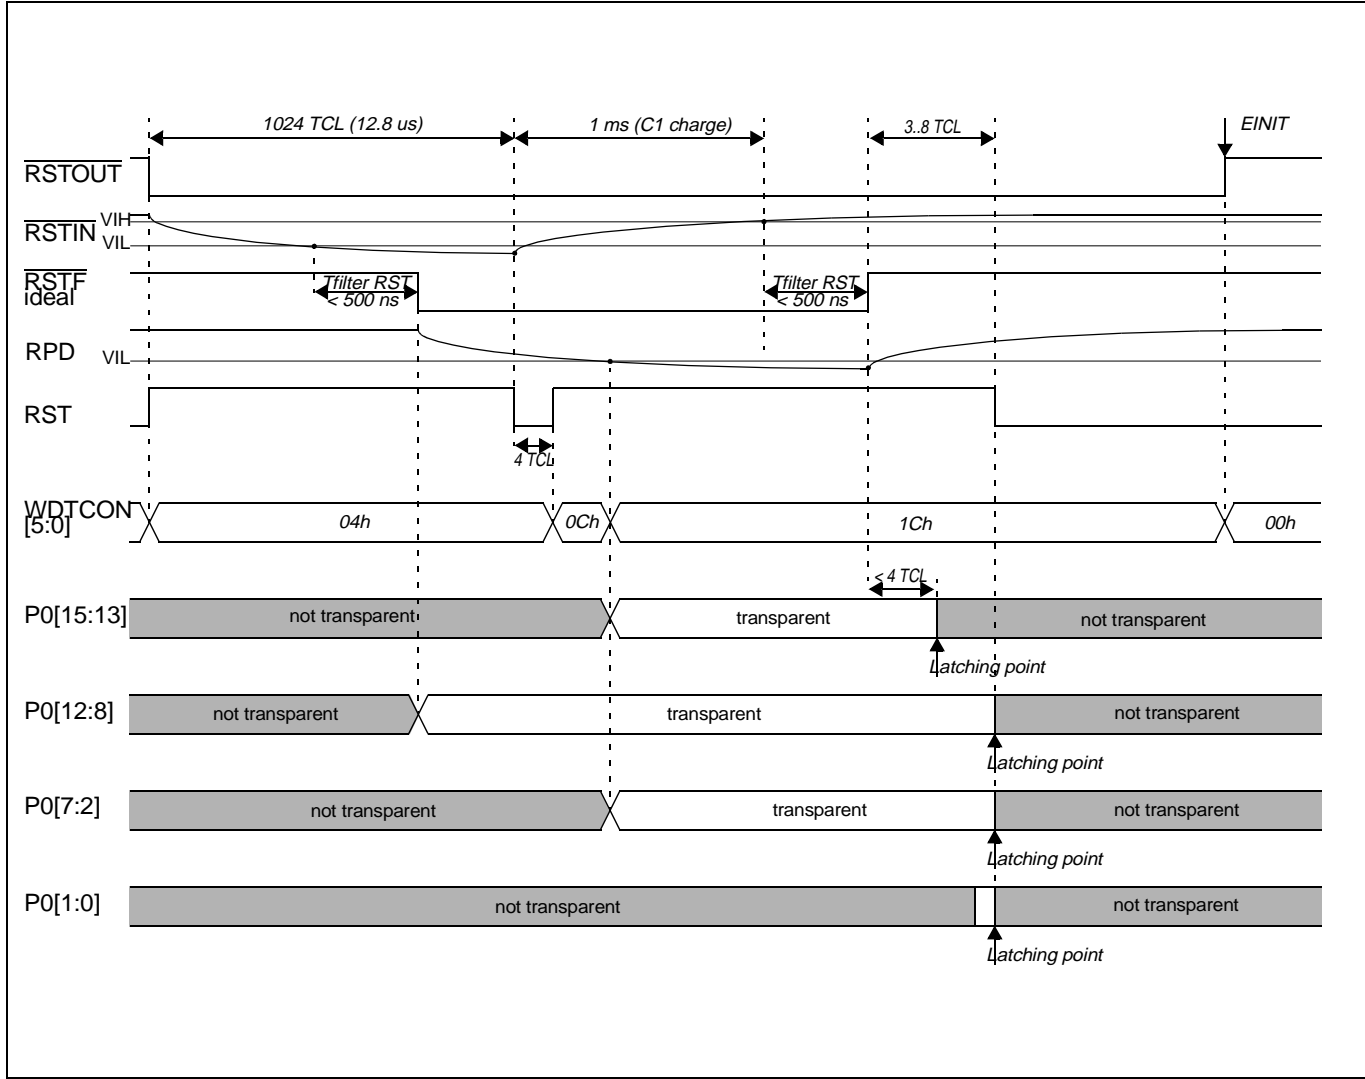 1024 TCL (12.8 us)
1 ms (C1 charge)
3..8 TCL
EINIT
RSTOUT
RSTIN
VIH
VIL
RSTF
ideal
Tfilter RST
< 500 ns
Tfilter RST
< 500 ns
RPD
VIL
RST
4 TCL
WDTCON
[5:0]
04h
0Ch
1Ch
00h
< 4 TCL
P0[15:13]
not transparent
transparent
not transparent
Latching point
P0[12:8]
not transparent
transparent
not transparent
Latching point
P0[7:2]
not transparent
transparent
not transparent
Latching point
P0[1:0]
not transparent
not transparent
Latching point